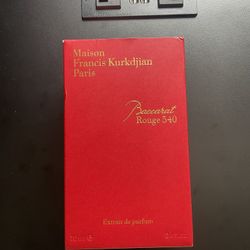 Maison
Francis Kurkdjian
Paris
Baccarat
Rouge 540
Extrait de parfum